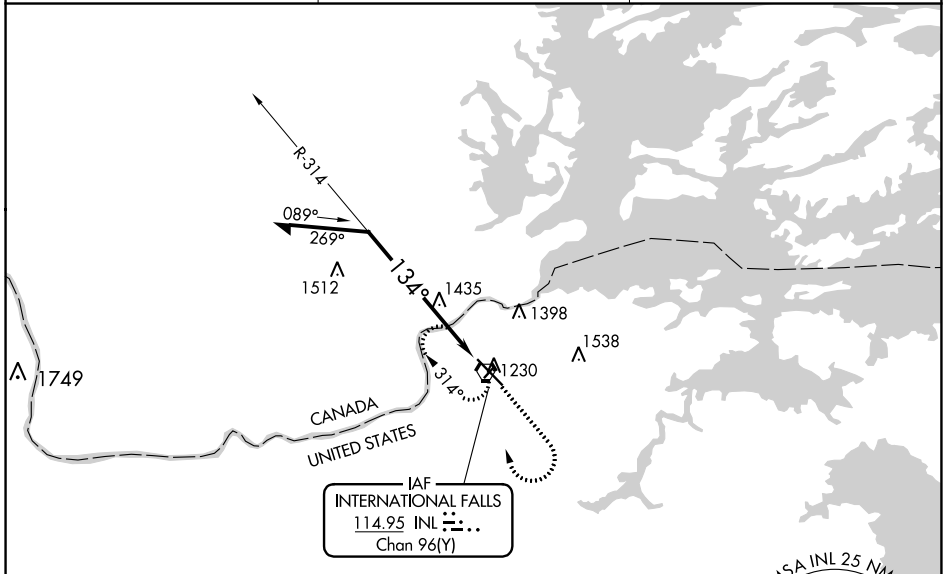 R-314
089°
269°
134°
1512
1435
1398
1538
1230
1749
314°
CANADA
UNITED STATES
IAF
INTERNATIONAL FALLS
114.95 INL
Chan 96(Y)
SA INL 25 NM